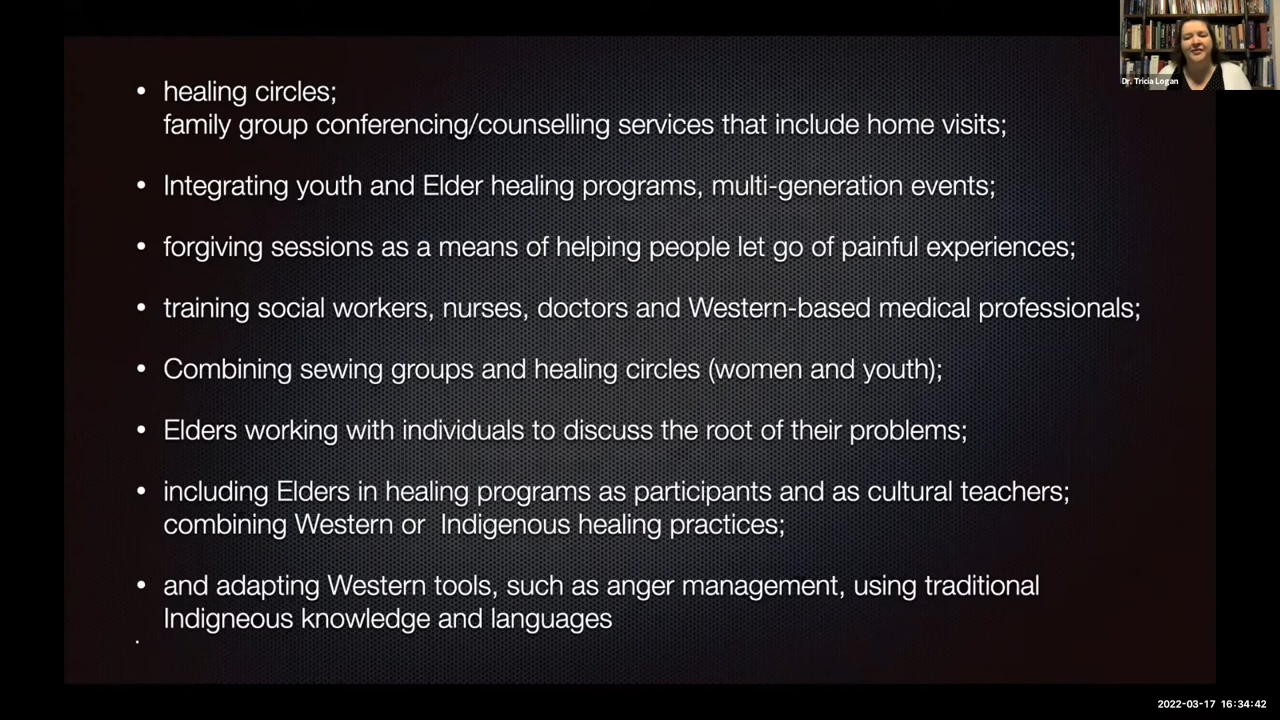 Dr. Tricia Logan
• healing circles;
family group conferencing/counselling services that include home visits;
• Integrating youth and Elder healing programs, multi-generation events;
• forgiving sessions as a means of helping people let go of painful experiences;
• training social workers, nurses, doctors and Western-based medical professionals;
• Combining sewing groups and healing circles (women and youth);
• Elders working with individuals to discuss the root of their problems;
• including Elders in healing programs as participants and as cultural teachers;
combining Western or  Indigenous healing practices;
• and adapting Western tools, such as anger management, using traditional
Indigneous knowledge and languages
.
2022-03-17 16:34:42